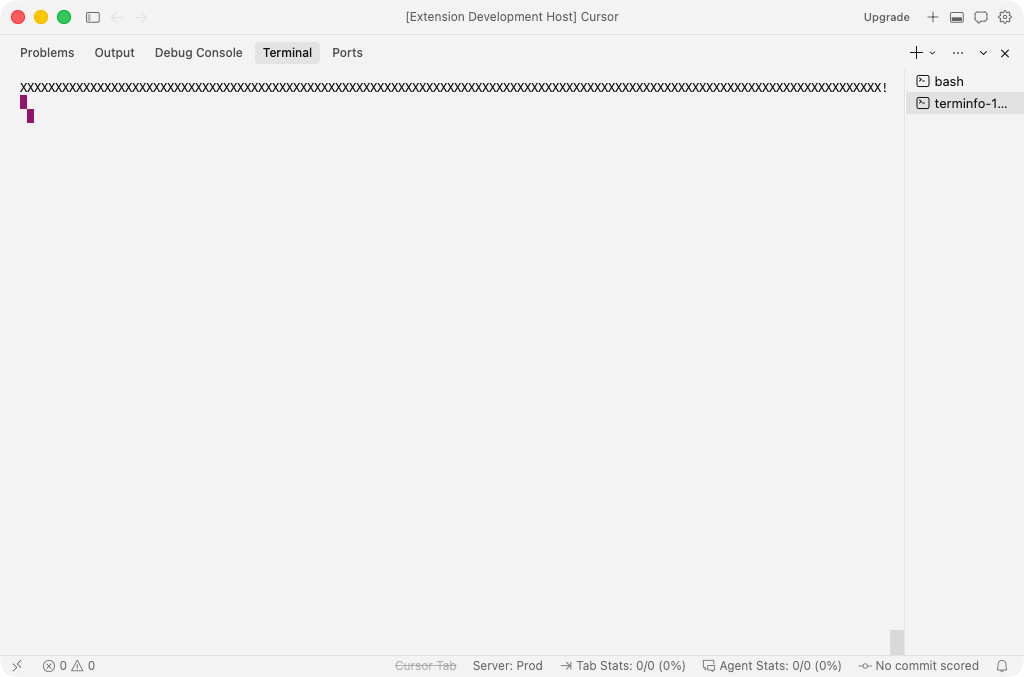 [Extension Development Host] Cursor
Upgrade
Problems Output Debug Console Terminal Ports
XXXXXXXXXXXXXXXXXXXXXXXXXXXXXXXXXXXXXXXXXXXXXXXXXXXXXXXXXXXXXXXXXXXXXXXXXXXXXXXXXXXXXXXXXXXXXXXXXXXXXXXXXXXXXXXXXXXXXXXXXXX!
bash
terminfo-1...
0 0 Cursor Tab Server: Prod Tab Stats: 0/0 (0%) Agent Stats: 0/0 (0%) No commit scored